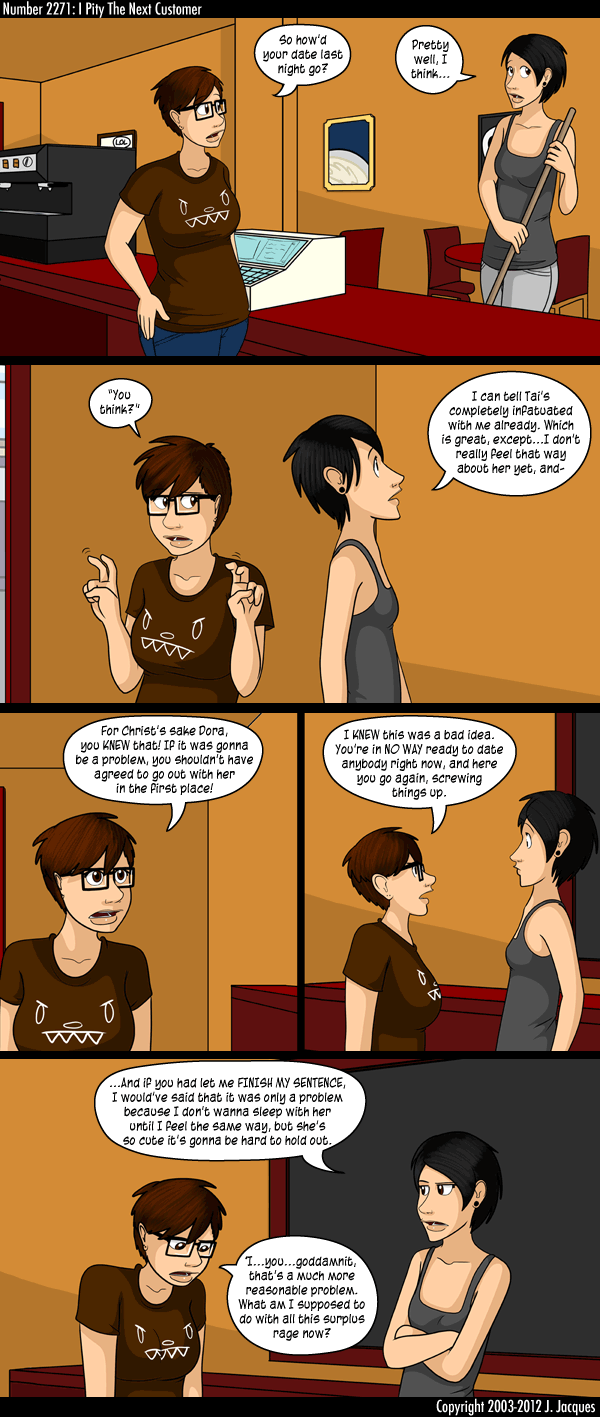 Number 2271: I Pity The Next Customer
So how'd
your date last
night go?
Pretty
well, I
think...
LOL
"You
think?"
I can tell Tai's
completely infatuated
with me already. Which
is great, except...I don't
really feel that way
about her yet, and-
For Christ's sake Dora,
you KNEW that! If it was gonna
be a problem, you shouldn't have
agreed to go out with her
in the first place!
I KNEW this was a bad idea.
You're in NO WAY ready to date
anybody right now, and here
you go again, screwing
things up.
...And if you had let me FINISH MY SENTENCE,
I would've said that it was only a problem
because I don't wanna sleep with her
until I feel the same way, but she's
so cute it's gonna be hard to hold out.
'I...you...goddamnit,
that's a much more
reasonable problem.
What am I supposed to
do with all this surplus
rage now?
Copyright 2003-2012 J. Jacques